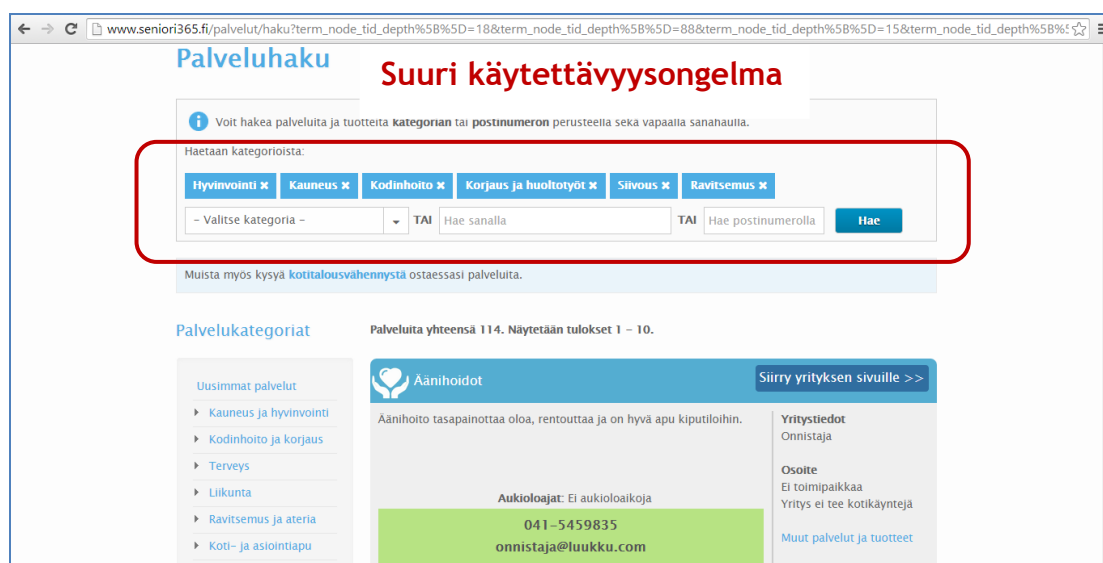 www.seniori365.fi/palvelut/haku?term_node_tid_depth%5B%5D=18&term_node_tid_depth%5B%5D=88&term_node_tid_depth%5B%5D=15&term_node_tid_depth%5B%
Palveluhaku
Suuri käytettävyysongelma
Voit hakea palveluita ja tuotteita kategorian tai postinumeron perusteella sekä vapaalla sanahaulla.
Haetaan kategorioista:
Hyvinvointi × Kauneus × Kodinhoito × Korjaus ja huoltotyöt × Siivous × Ravitsemus ×
– Valitse kategoria – TAI Hae sanalla TAI Hae postinumerolla Hae
Muista myös kysyä kotitalousvähennystä ostaessasi palveluita.
Palvelukategoriat
Palveluita yhteensä 114. Näytetään tulokset 1 – 10.
Uusimmat palvelut
Kauneus ja hyvinvointi
Kodinhoito ja korjaus
Terveys
Liikunta
Ravitsemus ja ateria
Koti- ja asiointiapu
Äänihoidot
Siirry yrityksen sivuille >>
Äänihoito tasapainottaa oloa, rentouttaa ja on hyvä apu kiputiloihin.
Aukioloajat: Ei aukioloaikoja
041-5459835
onnistaja@luukku.com
Yritystiedot
Onnistaja
Osoite
Ei toimipaikkaa
Yritys ei tee kotikäyntejä
Muut palvelut ja tuotteet